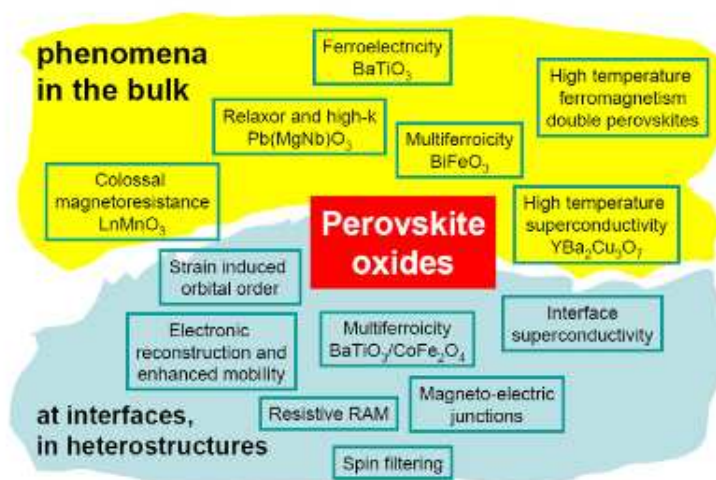 phenomena
in the bulk
Ferroelectricity
BaTiO₃
High temperature
ferromagnetism
double perovskites
Relaxor and high-k
Pb(MgNb)O₃
Multiferroicity
BiFeO₃
Colossal
magnetoresistance
LnMnO₃
High temperature
superconductivity
YBa₂Cu₃O₇
Perovskite
oxides
Strain induced
orbital order
Interface
superconductivity
Electronic
reconstruction and
enhanced mobility
Multiferroicity
BaTiO₃/CoFe₂O₄
Magneto-electric
junctions
Resistive RAM
at interfaces,
in heterostructures
Spin filtering